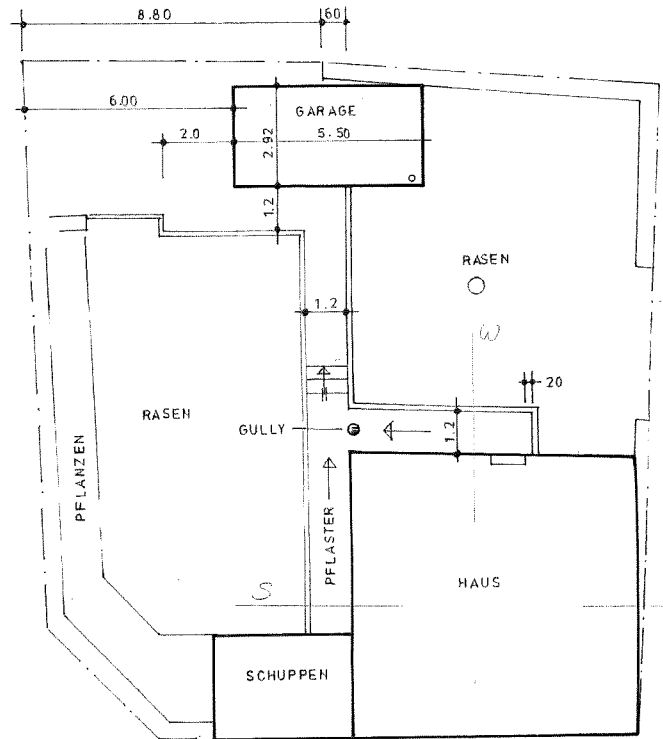 8.80
60
6.00
GARAGE
2.0
2.92
5.50
1.2
RASEN
1.2
W
20
RASEN
GULLY
1.2
PFLANZEN
PFLASTER
S
HAUS
SCHUPPEN